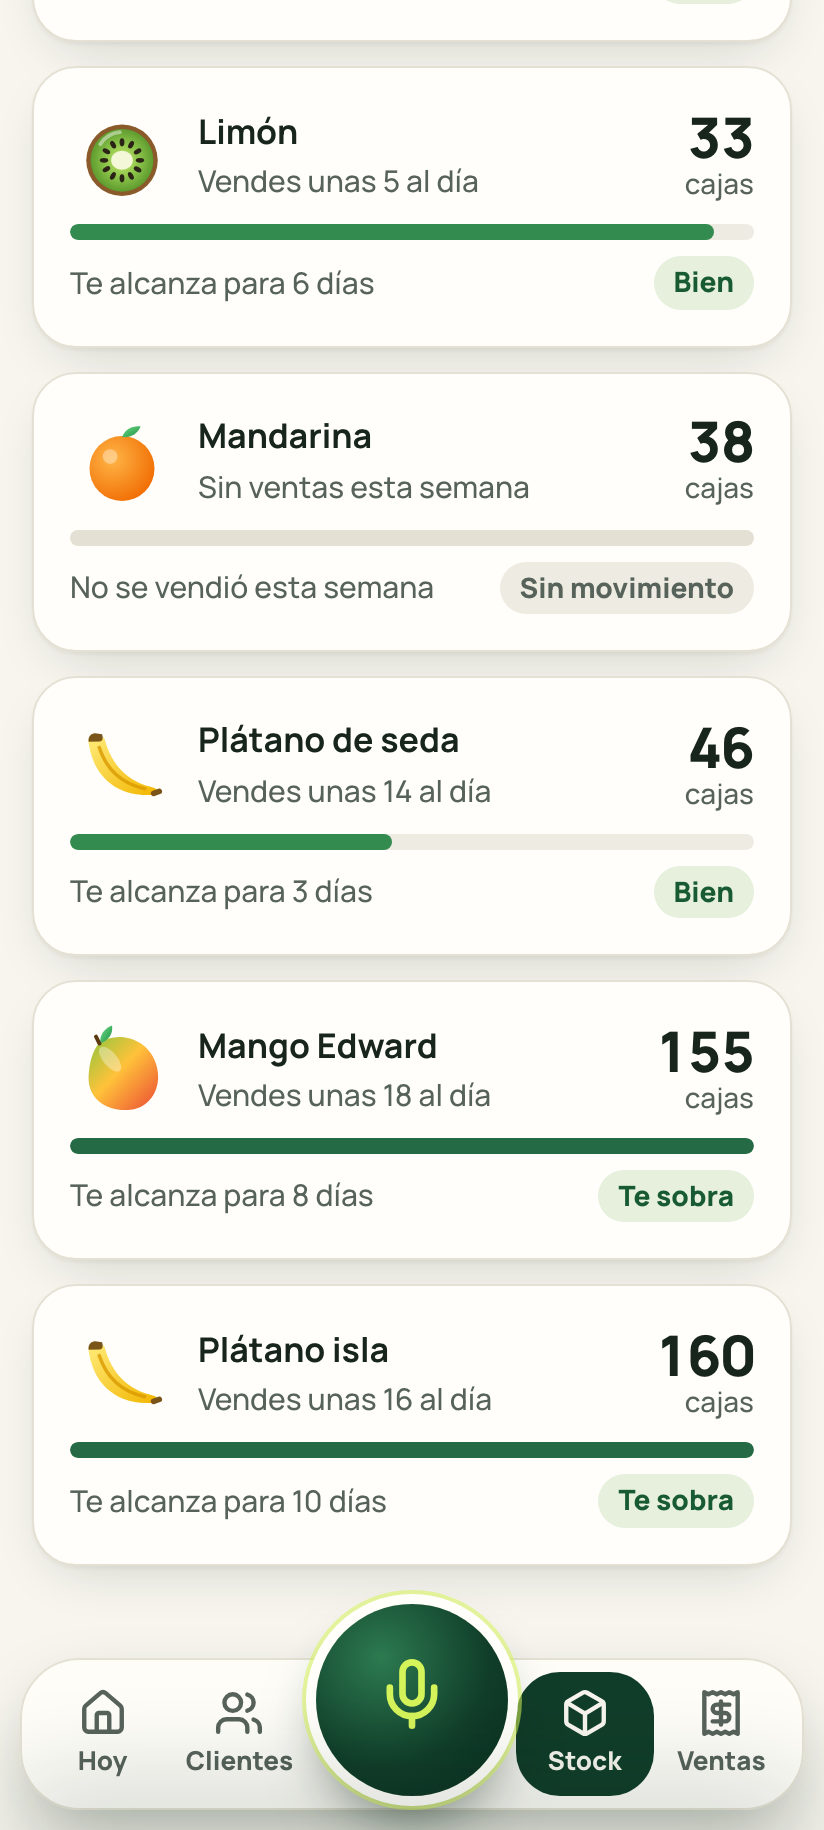 Limón
33
Vendes unas 5 al día
cajas
Te alcanza para 6 días
Bien
Mandarina
38
Sin ventas esta semana
cajas
No se vendió esta semana
Sin movimiento
Plátano de seda
46
Vendes unas 14 al día
cajas
Te alcanza para 3 días
Bien
Mango Edward
155
Vendes unas 18 al día
cajas
Te alcanza para 8 días
Te sobra
Plátano isla
160
Vendes unas 16 al día
cajas
Te alcanza para 10 días
Te sobra
Hoy
Clientes
Stock
Ventas